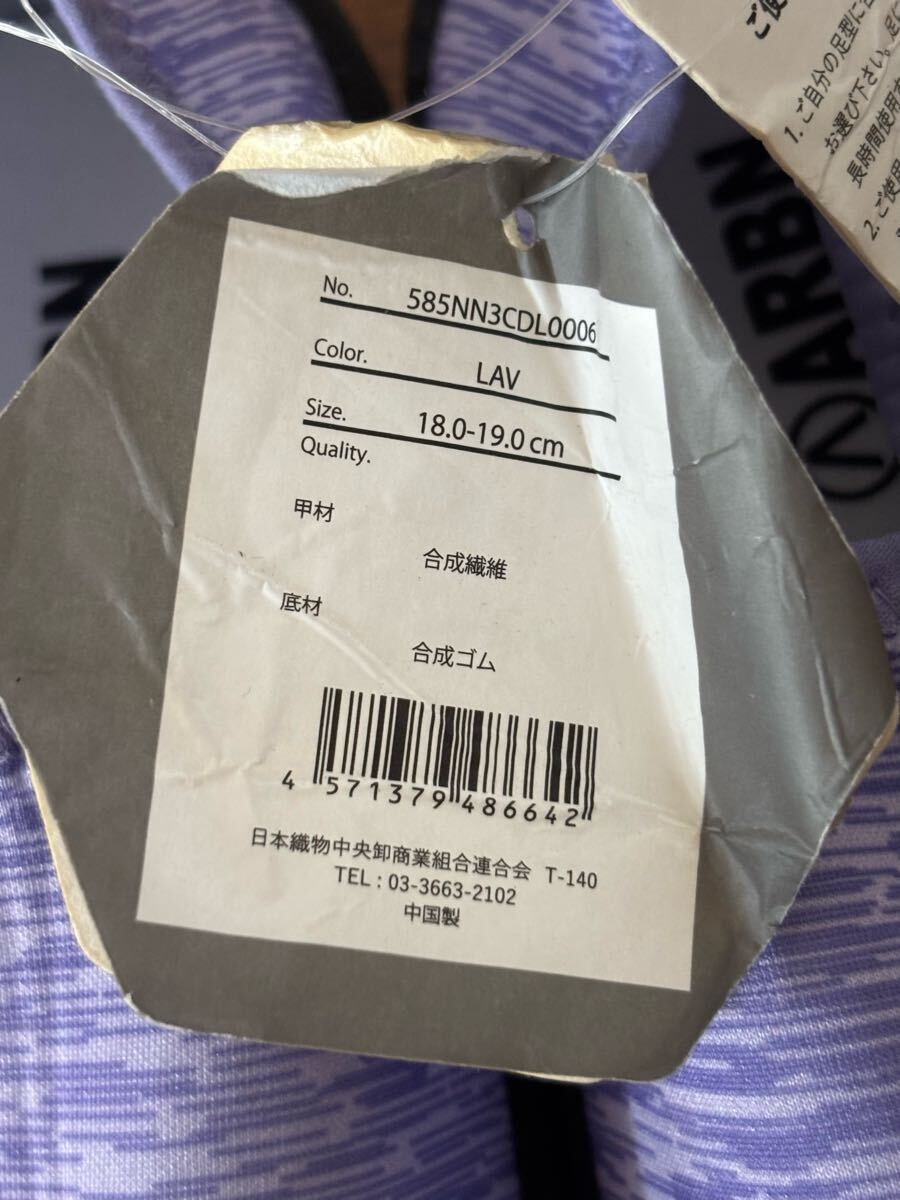 No. 585NN3CDL0006
Color. LAV
Size. 18.0-19.0 cm
Quality.
甲材
合成繊維
底材
合成ゴム
4 571379 486642
日本織物中央卸商業組合連合会 T-140
TEL : 03-3663-2102
中国製
1. ご自分の足型に
お選び下さい。足に
長時間使用
2. ご使用
ARBN